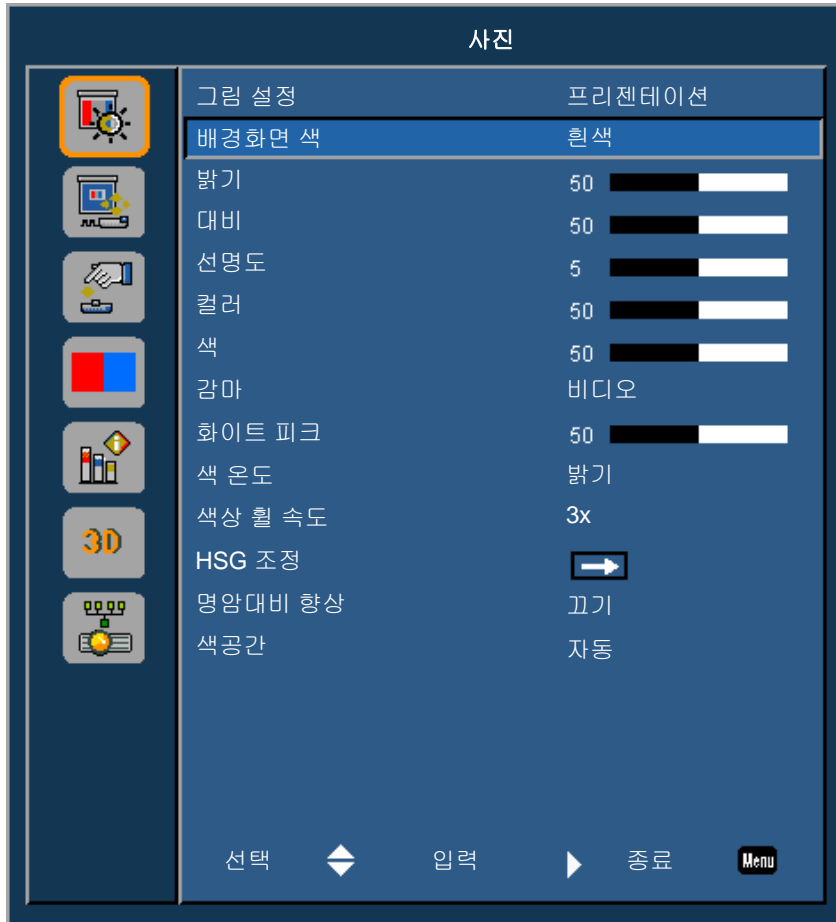 사진
그림 설정 프리젠테이션
배경화면 색 흰색
밝기 50
대비 50
선명도 5
컬러 50
색 50
감마 비디오
화이트 피크 50
색 온도 밝기
색상 휠 속도 3x
3D
HSG 조정
명암대비 향상 끄기
색공간 자동
선택 입력 종료 Menu